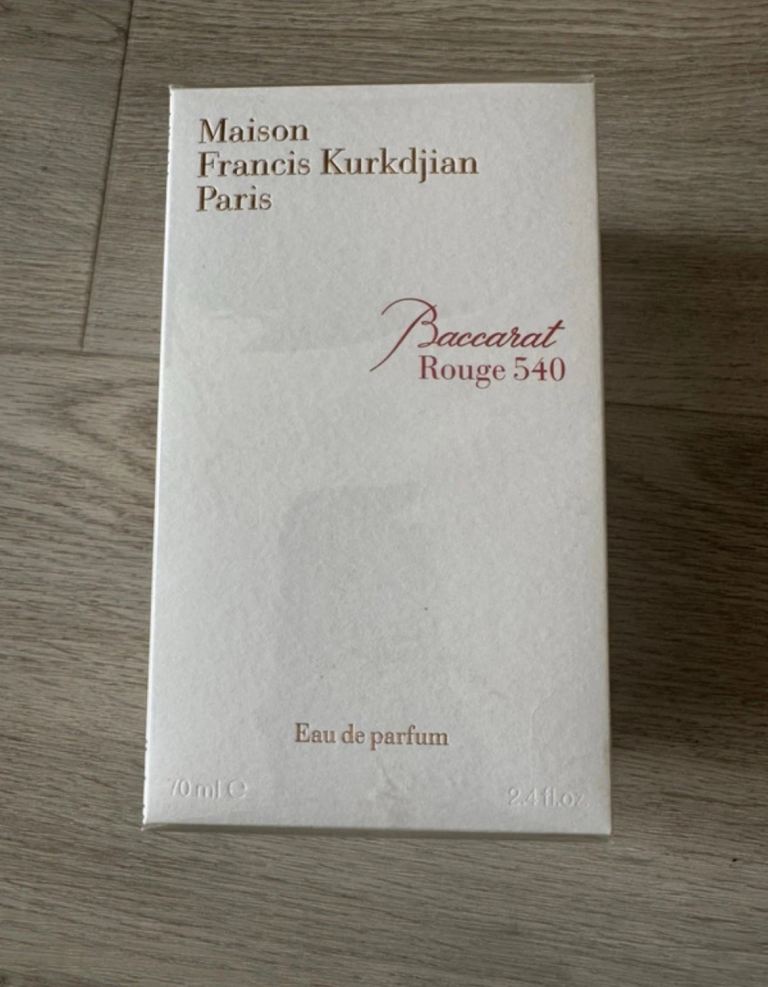 Maison
Francis Kurkdjian
Paris
Baccarat
Rouge 540
Eau de parfum
70 ml ℮
2.4 fl.oz.